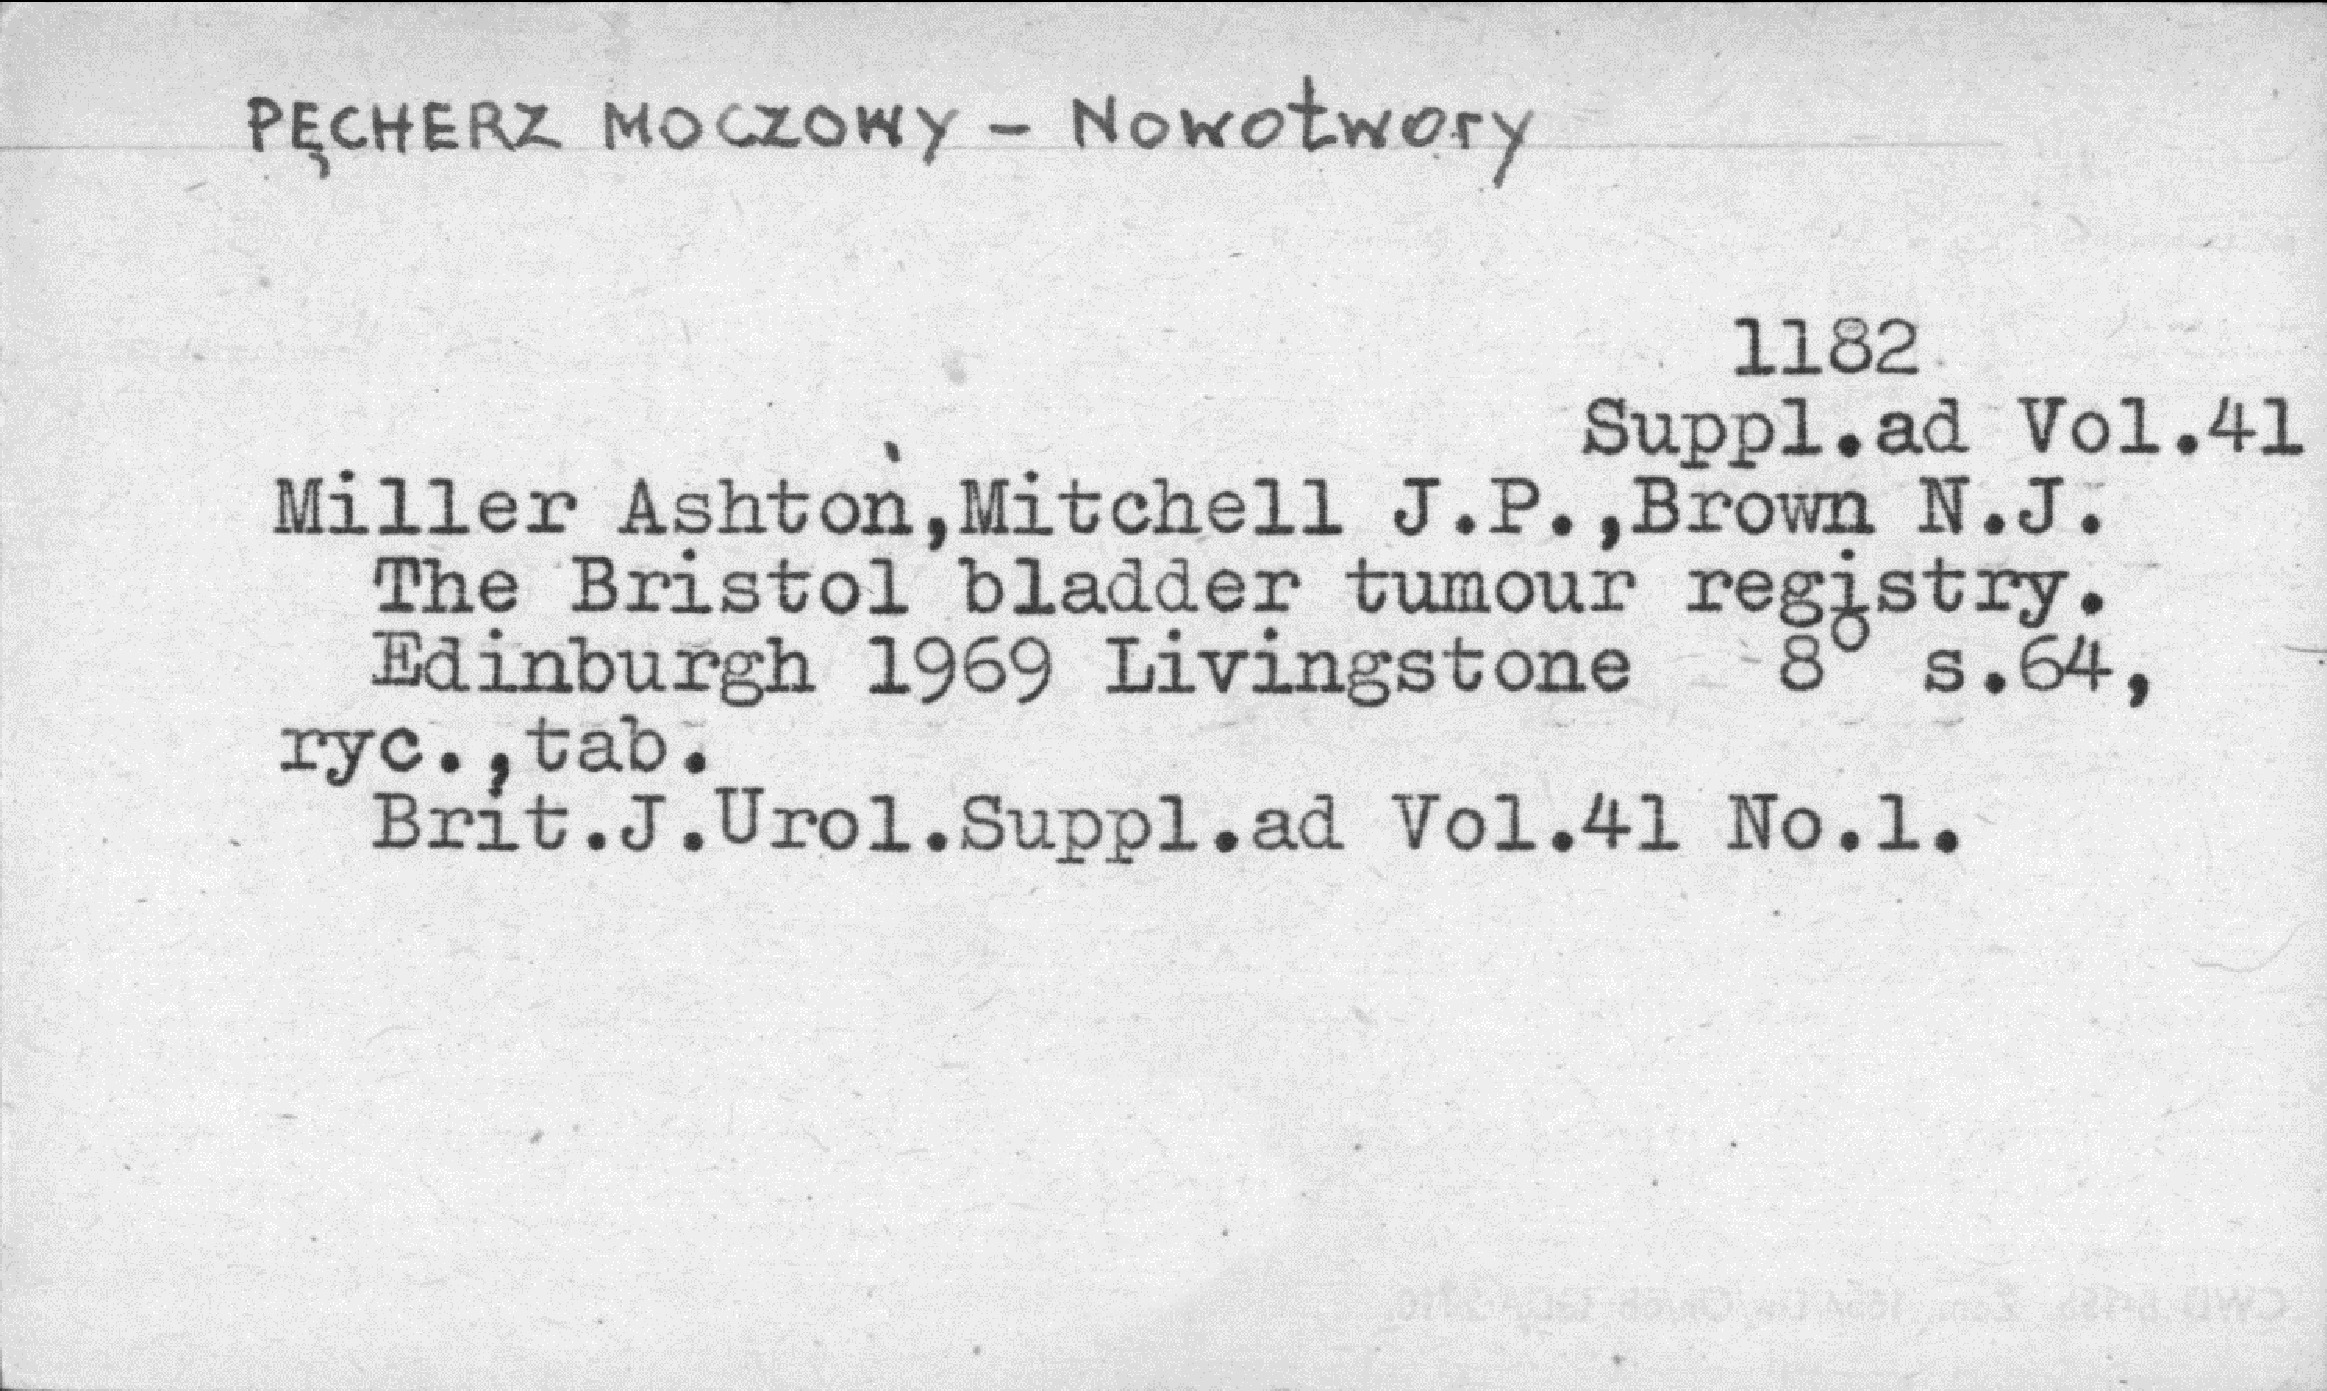 PĘCHERZ MOCZOWY - Nowotwory
1182
Suppl.ad Vol.41
Miller Ashton,Mitchell J.P.,Brown N.J.
The Bristol bladder tumour registry.
Edinburgh 1969 Livingstone 8° s.64,
ryc.,tab.
Brit.J.Urol.Suppl.ad Vol.41 No.1.